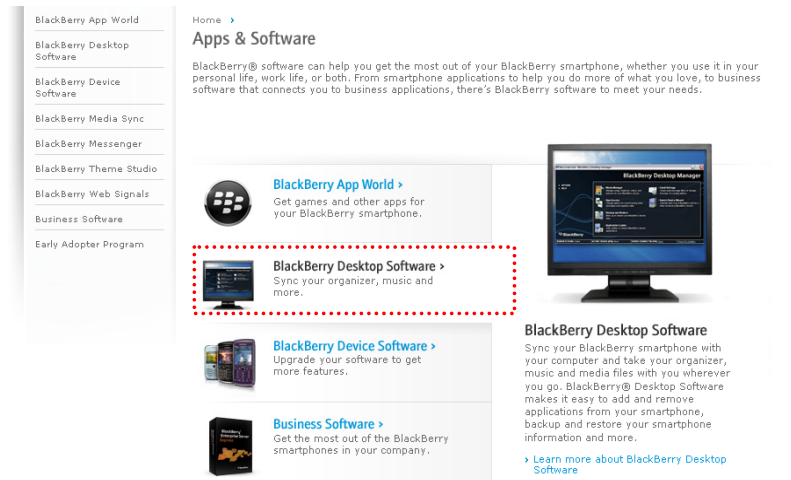 BlackBerry App World
BlackBerry Desktop
Software
BlackBerry Device
Software
BlackBerry Media Sync
BlackBerry Messenger
BlackBerry Theme Studio
BlackBerry Web Signals
Business Software
Early Adopter Program
Home ›
Apps & Software
BlackBerry® software can help you get the most out of your BlackBerry smartphone, whether you use it in your
personal life, work life, or both. From smartphone applications to help you do more of what you love, to business
software that connects you to business applications, there's BlackBerry software to meet your needs.
BlackBerry App World ›
Get games and other apps for
your BlackBerry smartphone.
BlackBerry Desktop Software ›
Sync your organizer, music and
more.
BlackBerry Device Software ›
Upgrade your software to get
more features.
Business Software ›
Get the most out of the BlackBerry
smartphones in your company.
BlackBerry Desktop Manager
BlackBerry
BlackBerry Desktop Software
Sync your BlackBerry smartphone with
your computer and take your organizer,
music and media files with you wherever
you go. BlackBerry® Desktop Software
makes it easy to add and remove
applications from your smartphone,
backup and restore your smartphone
information and more.
› Learn more about BlackBerry Desktop
Software